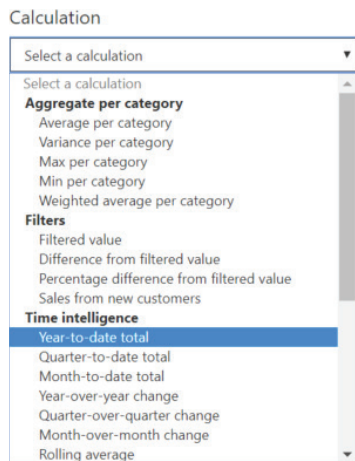 Calculation
Select a calculation
Select a calculation
Aggregate per category
Average per category
Variance per category
Max per category
Min per category
Weighted average per category
Filters
Filtered value
Difference from filtered value
Percentage difference from filtered value
Sales from new customers
Time intelligence
Year-to-date total
Quarter-to-date total
Month-to-date total
Year-over-year change
Quarter-over-quarter change
Month-over-month change
Rolling average